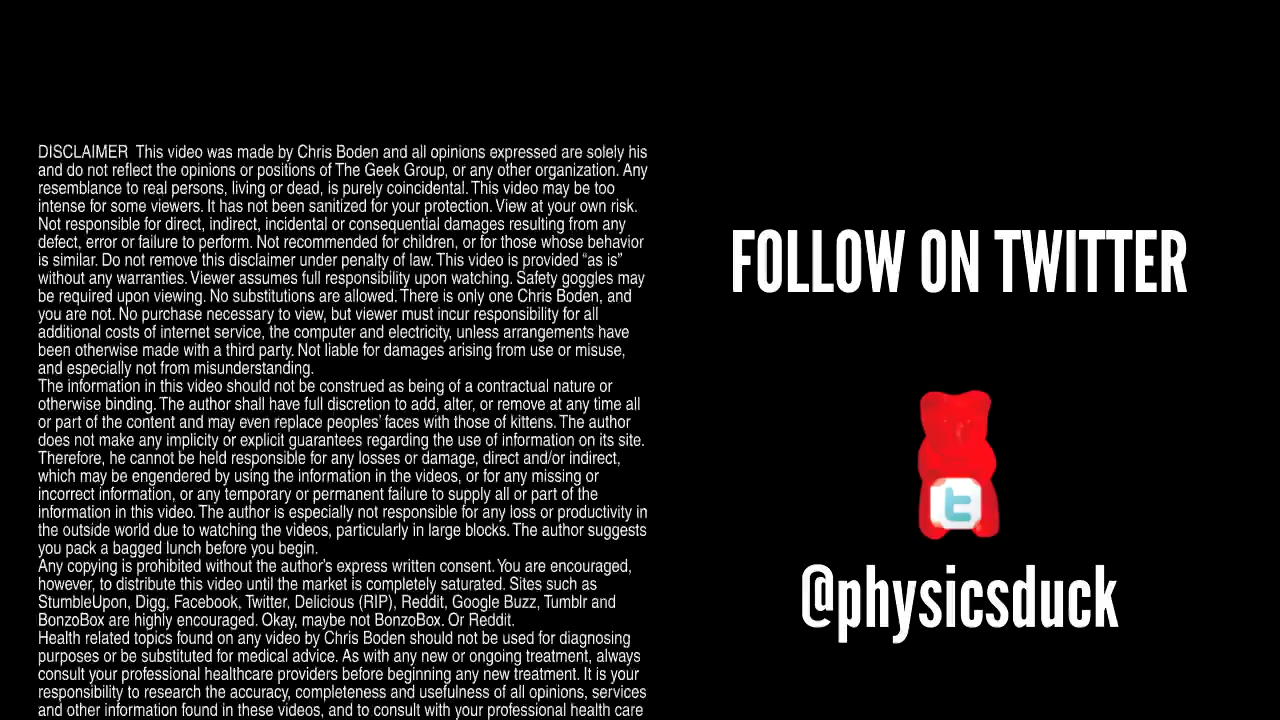 DISCLAIMER This video was made by Chris Boden and all opinions expressed are solely his
and do not reflect the opinions or positions of The Geek Group, or any other organization. Any
resemblance to real persons, living or dead, is purely coincidental. This video may be too
intense for some viewers. It has not been sanitized for your protection. View at your own risk.
Not responsible for direct, indirect, incidental or consequential damages resulting from any
defect, error or failure to perform. Not recommended for children, or for those whose behavior
is similar. Do not remove this disclaimer under penalty of law. This video is provided “as is”
without any warranties. Viewer assumes full responsibility upon watching. Safety goggles may
be required upon viewing. No substitutions are allowed. There is only one Chris Boden, and
you are not. No purchase necessary to view, but viewer must incur responsibility for all
additional costs of internet service, the computer and electricity, unless arrangements have
been otherwise made with a third party. Not liable for damages arising from use or misuse,
and especially not from misunderstanding.
The information in this video should not be construed as being of a contractual nature or
otherwise binding. The author shall have full discretion to add, alter, or remove at any time all
or part of the content and may even replace peoples’ faces with those of kittens. The author
does not make any implicity or explicit guarantees regarding the use of information on its site.
Therefore, he cannot be held responsible for any losses or damage, direct and/or indirect,
which may be engendered by using the information in the videos, or for any missing or
incorrect information, or any temporary or permanent failure to supply all or part of the
information in this video. The author is especially not responsible for any loss or productivity in
the outside world due to watching the videos, particularly in large blocks. The author suggests
you pack a bagged lunch before you begin.
Any copying is prohibited without the author’s express written consent. You are encouraged,
however, to distribute this video until the market is completely saturated. Sites such as
StumbleUpon, Digg, Facebook, Twitter, Delicious (RIP), Reddit, Google Buzz, Tumblr and
BonzoBox are highly encouraged. Okay, maybe not BonzoBox. Or Reddit.
Health related topics found on any video by Chris Boden should not be used for diagnosing
purposes or be substituted for medical advice. As with any new or ongoing treatment, always
consult your professional healthcare providers before beginning any new treatment. It is your
responsibility to research the accuracy, completeness and usefulness of all opinions, services
and other information found in these videos, and to consult with your professional health care
FOLLOW ON TWITTER
t
@physicsduck